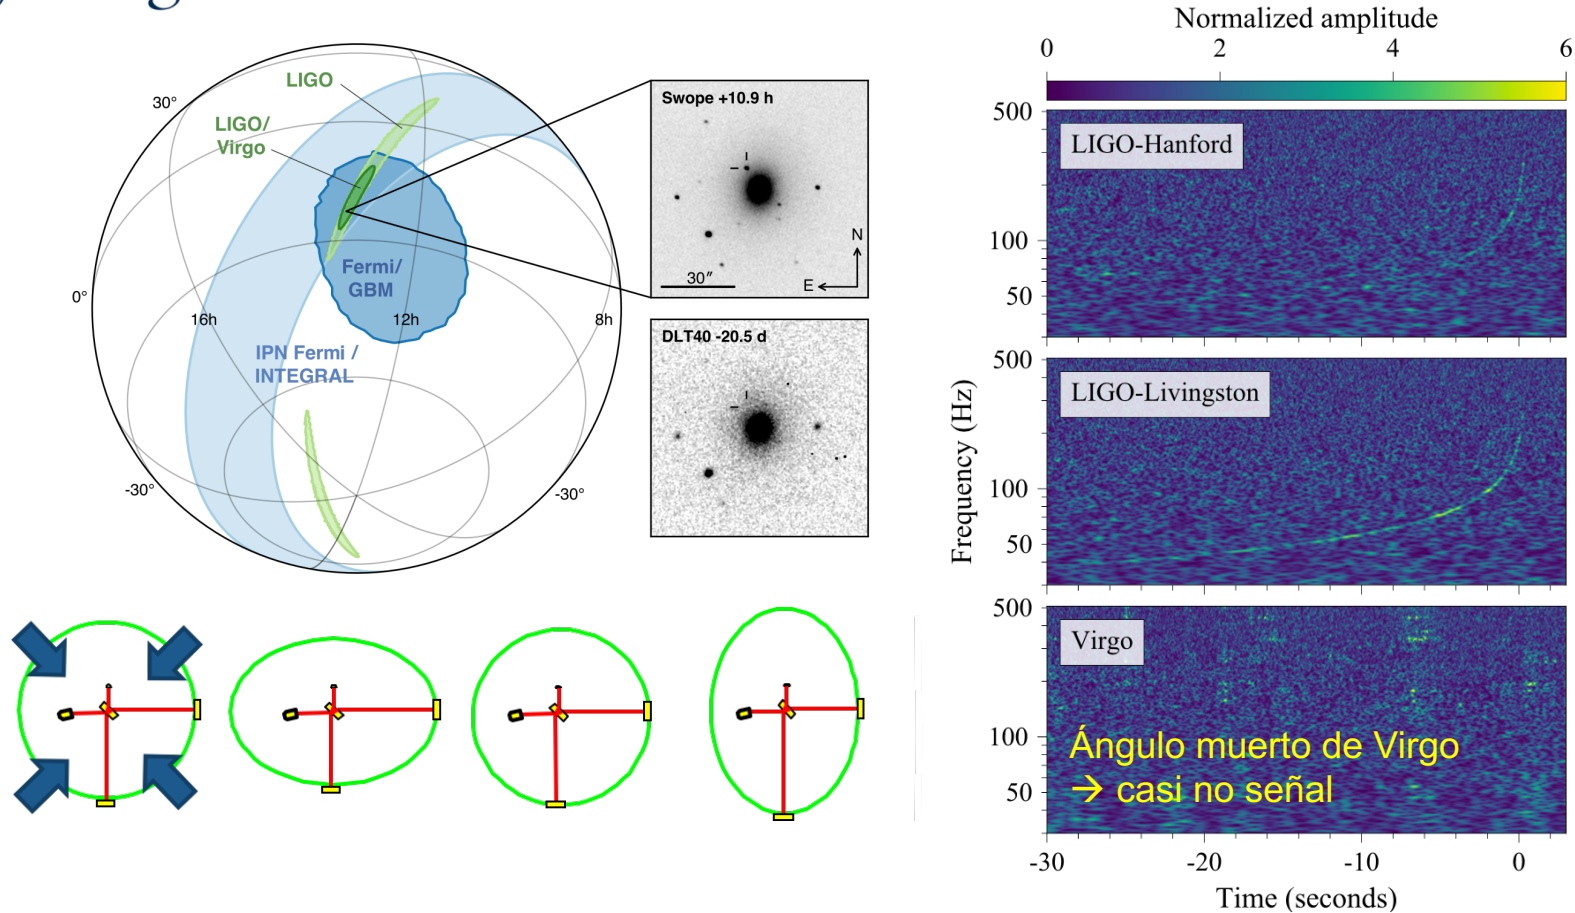 LIGO
30°
LIGO/
Virgo
Fermi/
GBM
0°
16h
12h
8h
IPN Fermi /
INTEGRAL
-30°
-30°
Swope +10.9 h
N
30″
E
DLT40 -20.5 d
Normalized amplitude
0 2 4 6
500
LIGO-Hanford
100
50
500
LIGO-Livingston
100
50
Frequency (Hz)
500
Virgo
100
Ángulo muerto de Virgo
50
→ casi no señal
-30 -20 -10 0
Time (seconds)